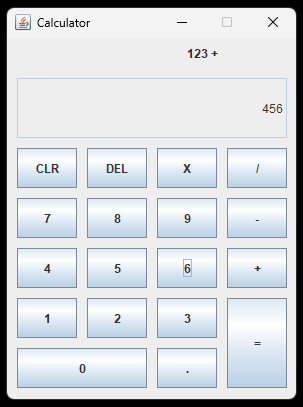 Calculator
123 +
456
CLR DEL X /
7 8 9 -
4 5 6 +
1 2 3
=
0 .